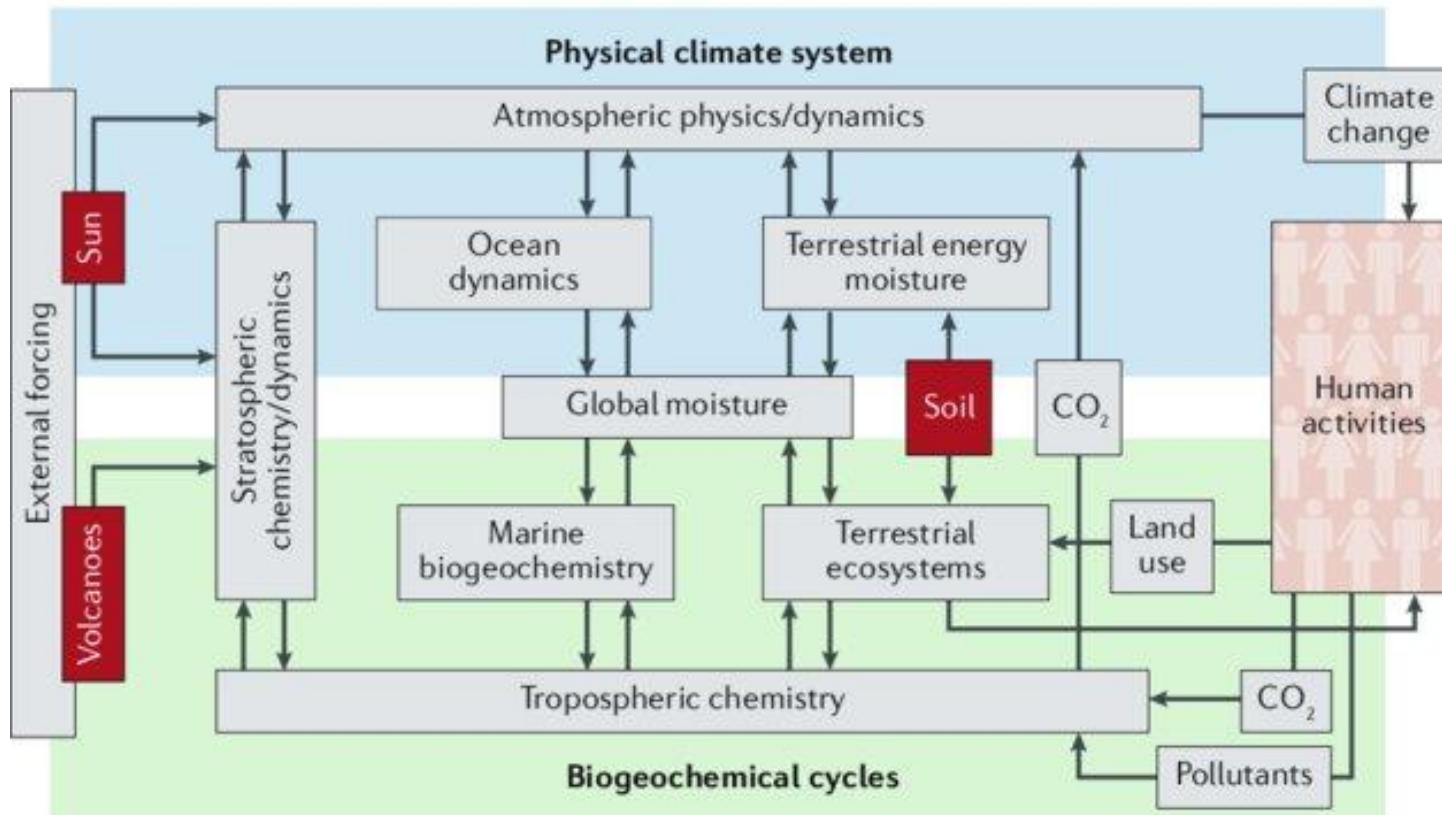 Physical climate system
Atmospheric physics/dynamics
Climate
change
External forcing
Sun
Volcanoes
Stratospheric
chemistry/dynamics
Ocean
dynamics
Terrestrial energy
moisture
Global moisture
Soil
CO₂
Human
activities
Marine
biogeochemistry
Terrestrial
ecosystems
Land
use
Tropospheric chemistry
CO₂
Pollutants
Biogeochemical cycles